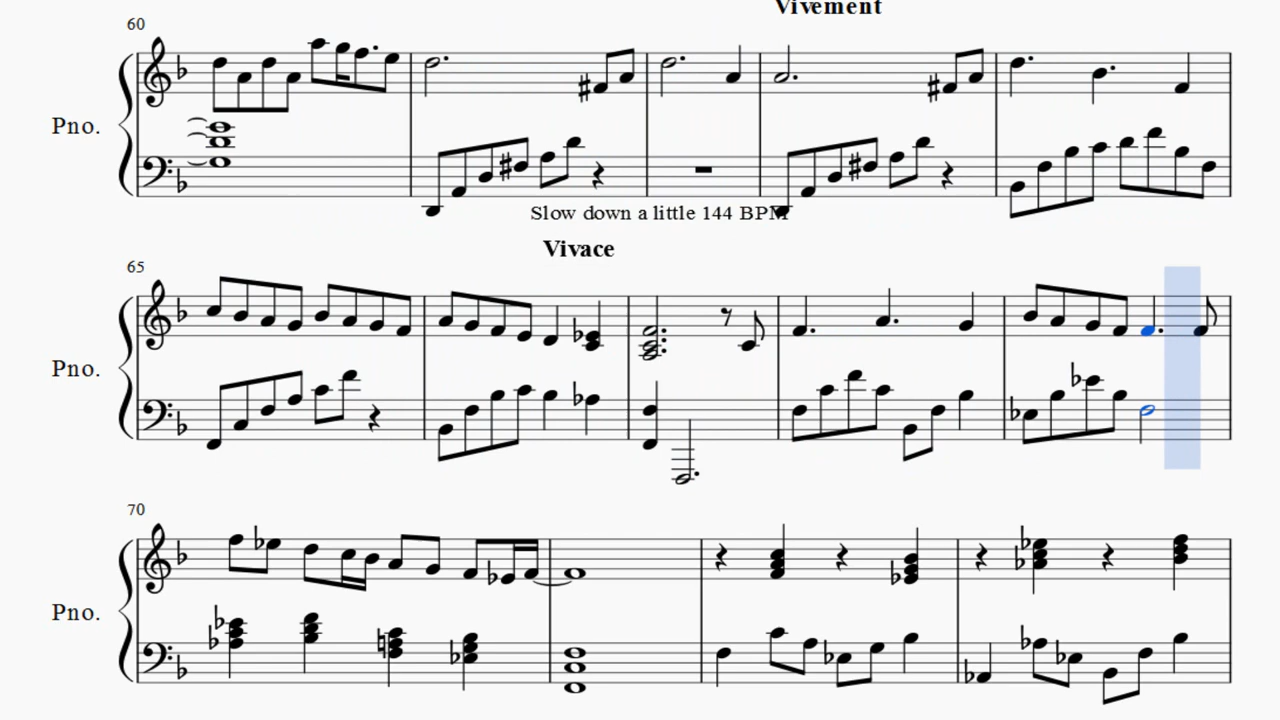 Vivement
60
Pno.
Slow down a little 144 BPM
Vivace
65
Pno.
70
Pno.